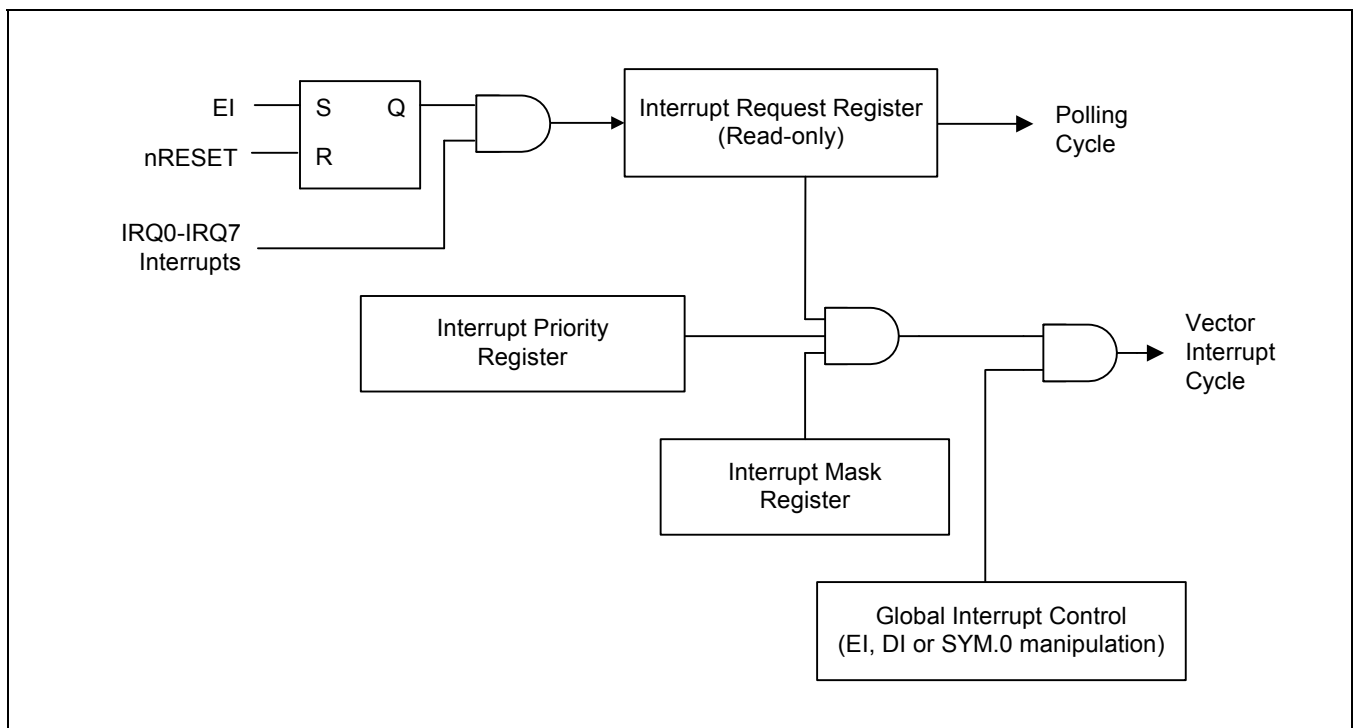 EI
S
Q
nRESET
R
IRQ0-IRQ7
Interrupts
Interrupt Request Register
(Read-only)
Polling
Cycle
Interrupt Priority
Register
Vector
Interrupt
Cycle
Interrupt Mask
Register
Global Interrupt Control
(EI, DI or SYM.0 manipulation)